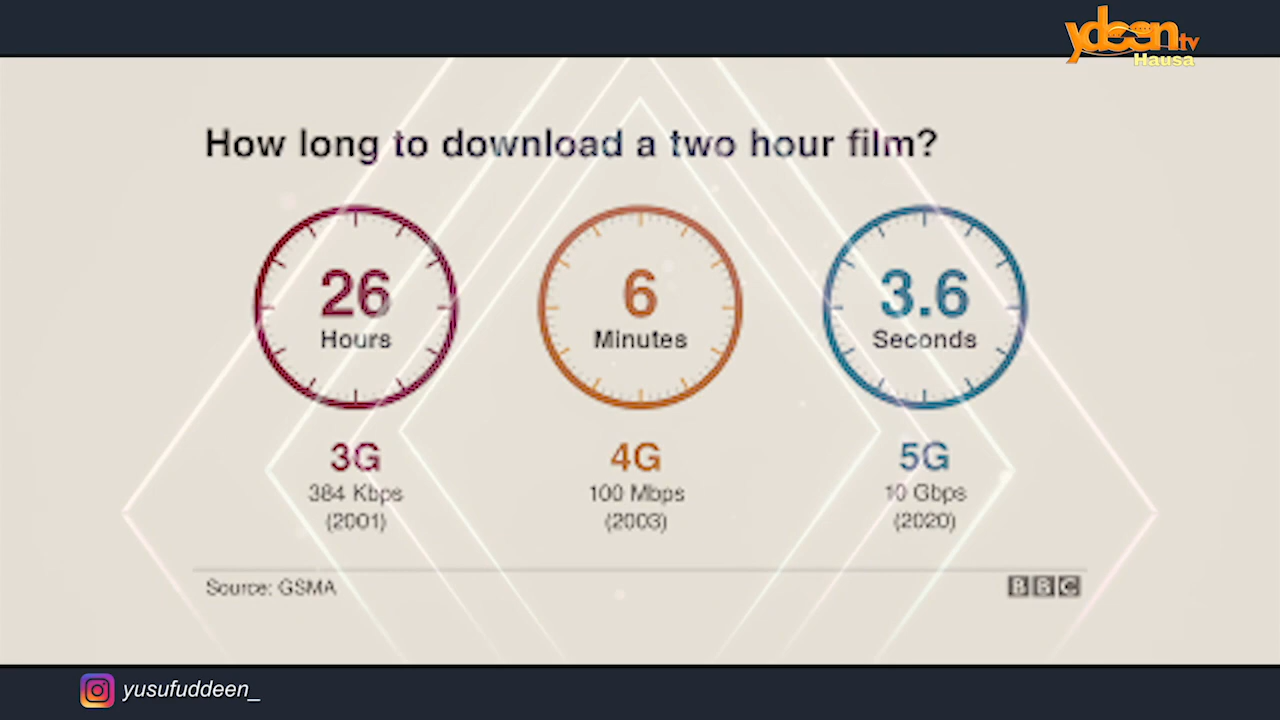 ydeen tv
Hausa
How long to download a two hour film?
26
Hours
6
Minutes
3.6
Seconds
3G
384 Kbps
(2001)
4G
100 Mbps
(2003)
5G
10 Gbps
(2020)
Source: GSMA
BBC
yusufuddeen_